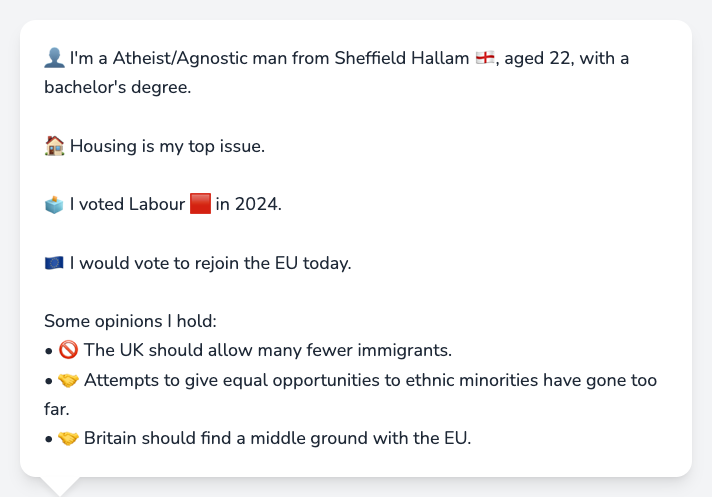 👤 I'm a Atheist/Agnostic man from Sheffield Hallam 🏴󠁧󠁢󠁥󠁮󠁧󠁿, aged 22, with a
bachelor's degree.
🏠 Housing is my top issue.
🗳️ I voted Labour 🟥 in 2024.
🇪🇺 I would vote to rejoin the EU today.
Some opinions I hold:
• 🚫 The UK should allow many fewer immigrants.
• 🤝 Attempts to give equal opportunities to ethnic minorities have gone too
far.
• 🤝 Britain should find a middle ground with the EU.